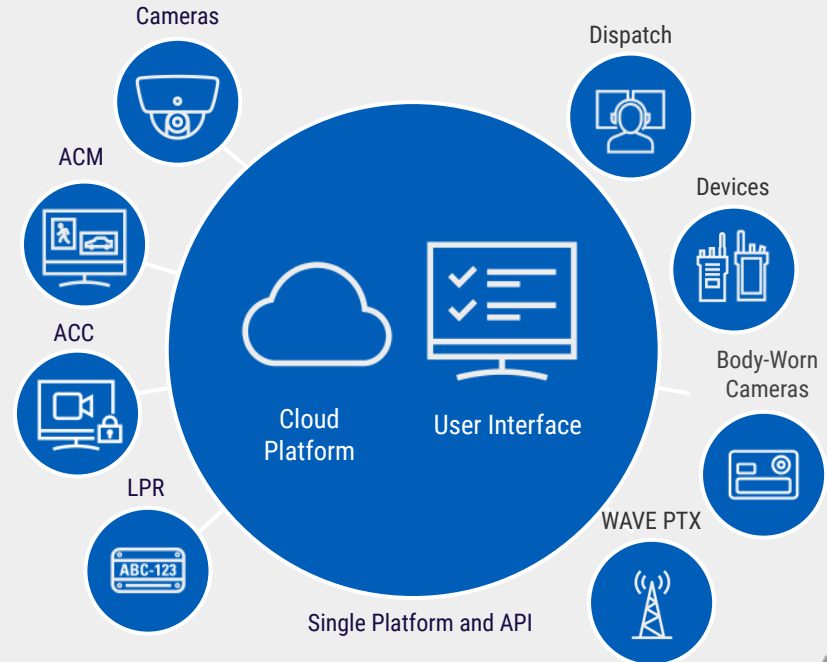 Cameras
Dispatch
ACM
Devices
ACC
Body-Worn
Cameras
Cloud
Platform
User Interface
LPR
ABC-123
WAVE PTX
Single Platform and API